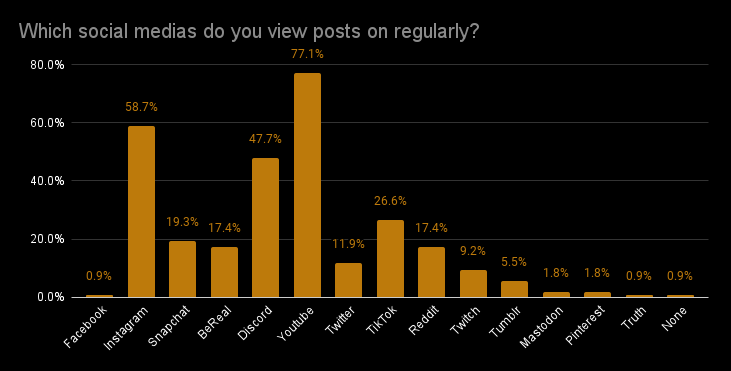 Which social medias do you view posts on regularly?
80.0%
60.0%
40.0%
20.0%
0.0%
0.9%
58.7%
19.3%
17.4%
47.7%
77.1%
11.9%
26.6%
17.4%
9.2%
5.5%
1.8%
1.8%
0.9%
0.9%
Facebook
Instagram
Snapchat
BeReal
Discord
Youtube
Twitter
TikTok
Reddit
Twitch
Tumblr
Mastodon
Pinterest
Truth
None